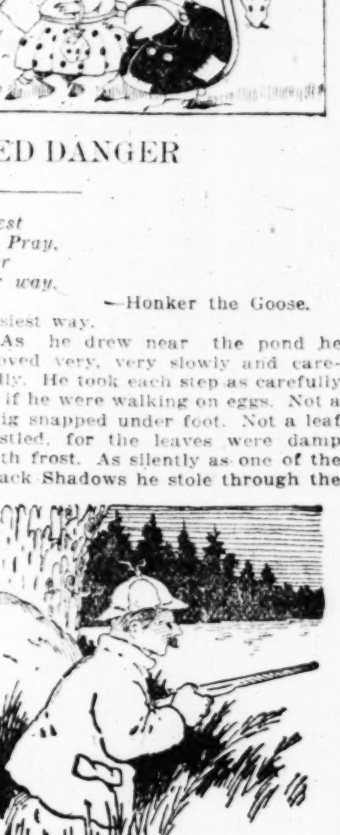 ED DANGER
est
Pray,
r
r way.
—Honker the Goose.
siest way.
As he drew near the pond he
oved very, very slowly and care-
lly. He took each step as carefully
if he were walking on eggs. Not a
ig snapped under foot. Not a leaf
stled, for the leaves were damp
th frost. As silently as one of the
ack Shadows he stole through the